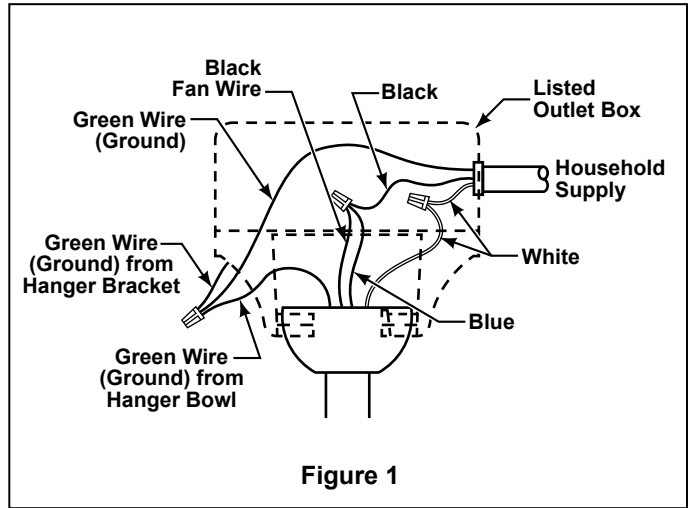 Black
Fan Wire
Black
Listed
Outlet Box
Green Wire
(Ground)
Household
Supply
Green Wire
(Ground) from
Hanger Bracket
White
Blue
Green Wire
(Ground) from
Hanger Bowl
Figure 1